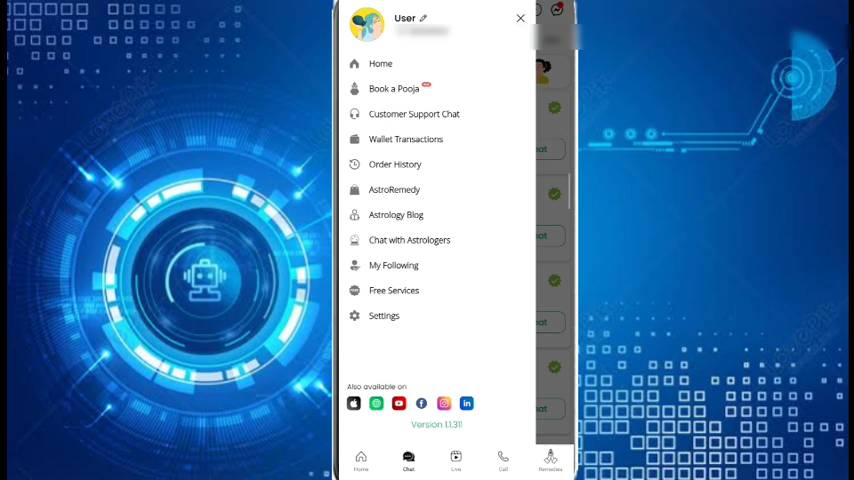 User
Home
Book a Pooja
Customer Support Chat
Wallet Transactions
Order History
AstroRemedy
Astrology Blog
Chat with Astrologers
My Following
Free Services
Settings
Also available on
Version 1.1.311
Home Chat Live Call Remedies